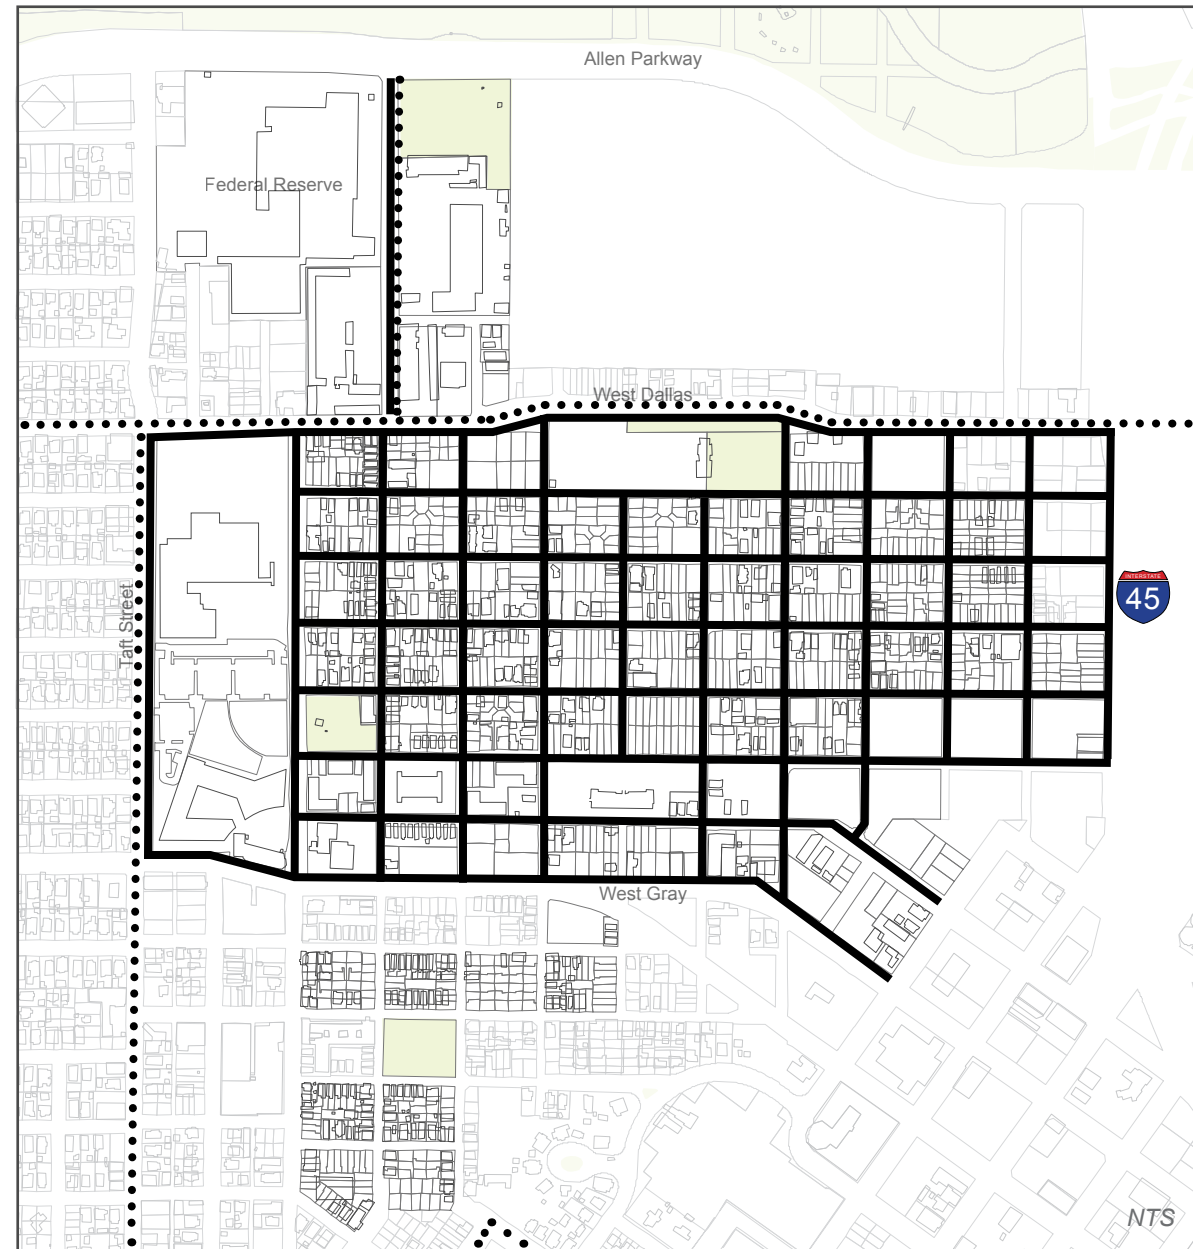 Allen Parkway
Federal Reserve
West Dallas
INTERSTATE
45
Taft Street
West Gray
NTS